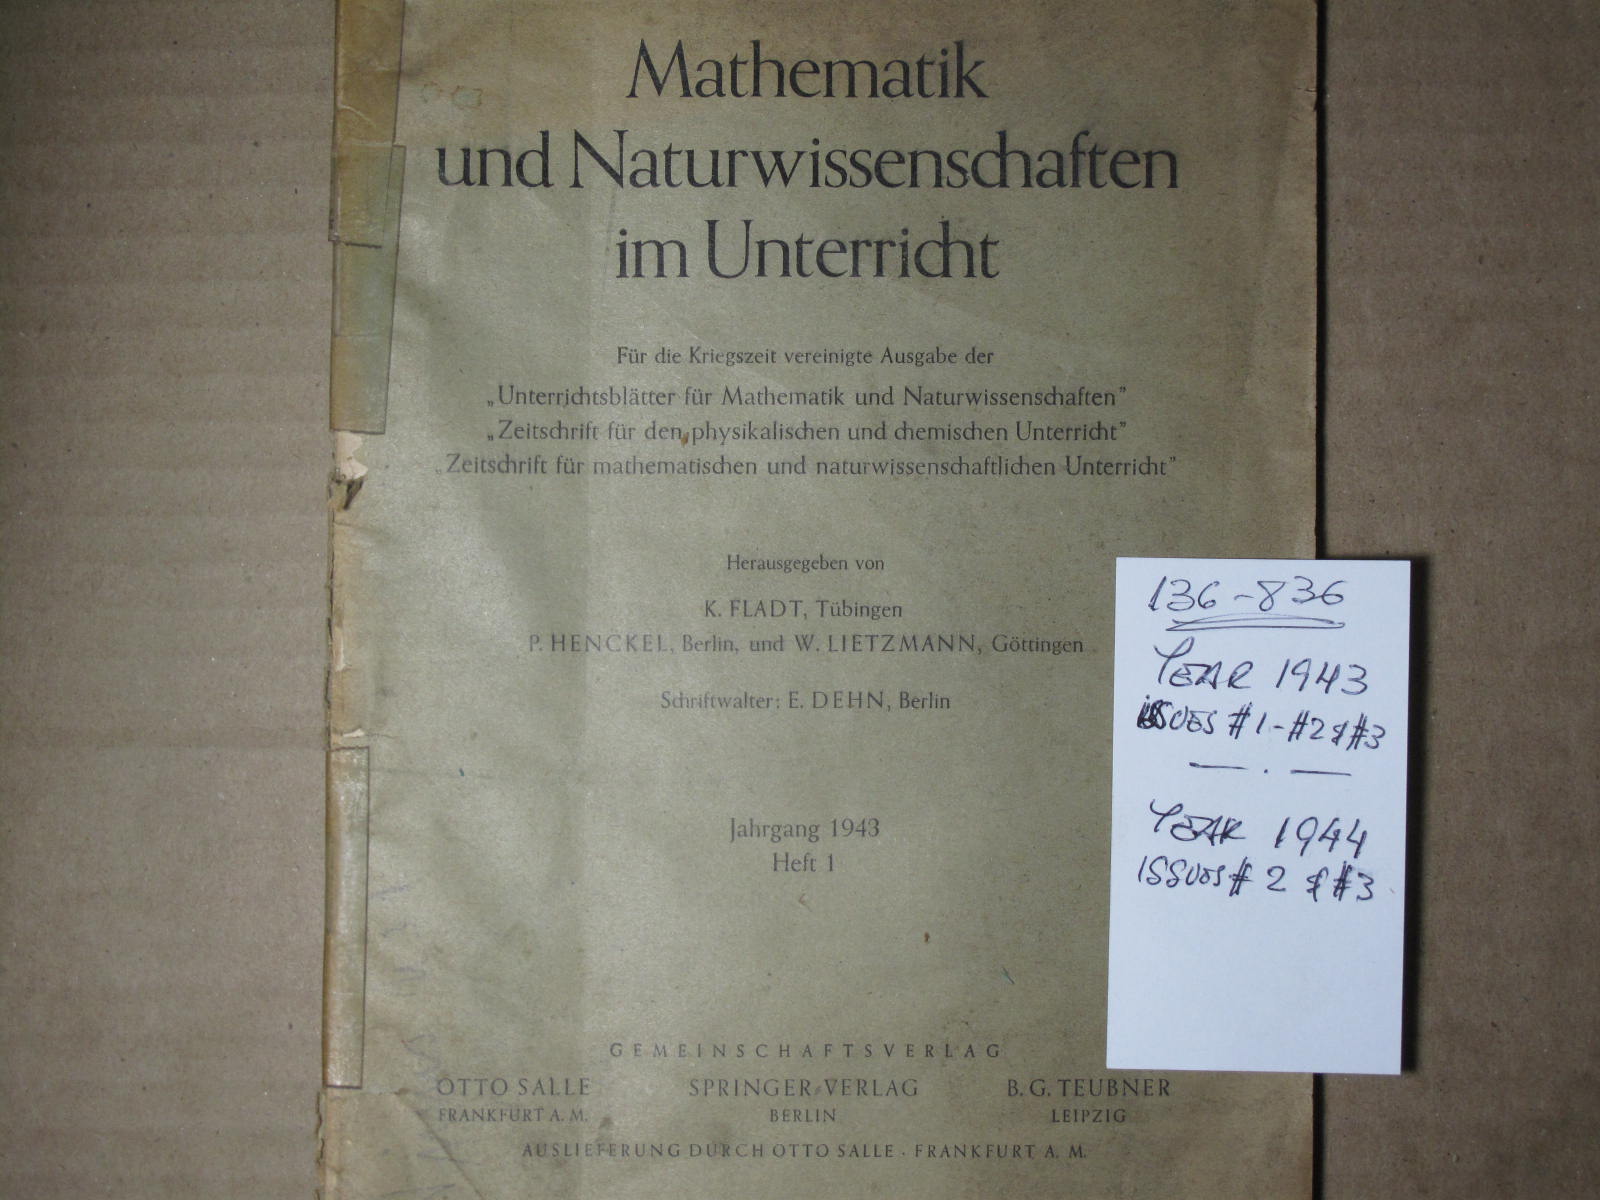 Mathematik
und Naturwissenschaften
im Unterricht
Für die Kriegszeit vereinigte Ausgabe der
„Unterrichtsblätter für Mathematik und Naturwissenschaften”
„Zeitschrift für den physikalischen und chemischen Unterricht”
„Zeitschrift für mathematischen und naturwissenschaftlichen Unterricht”
Herausgegeben von
K. FLADT, Tübingen
P. HENCKEL, Berlin, und W. LIETZMANN, Göttingen
Schriftwalter: E. DEHN, Berlin
Jahrgang 1943
Heft 1
GEMEINSCHAFTSVERLAG
OTTO SALLE SPRINGER-VERLAG B. G. TEUBNER
FRANKFURT A. M. BERLIN LEIPZIG
AUSLIEFERUNG DURCH OTTO SALLE · FRANKFURT A. M.
136-836
YEAR 1943
ISSUES #1-#2 & #3
YEAR 1944
ISSUES # 2 & #3